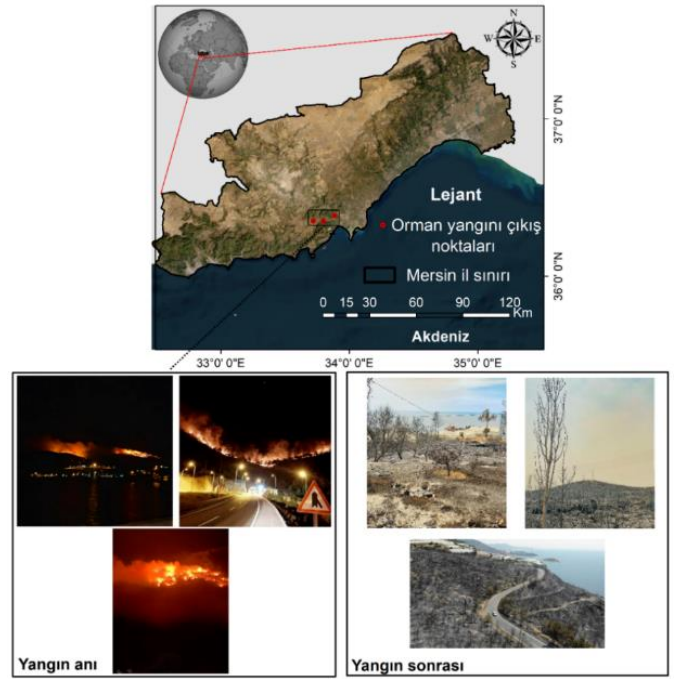 N
W
E
S
37°0' 0"N
36°0' 0"N
Lejant
Orman yangını çıkış
noktaları
Mersin il sınırı
0 15 30 60 90 120
Km
Akdeniz
33°0' 0"E
34°0' 0"E
35°0' 0"E
Yangın anı
Yangın sonrası